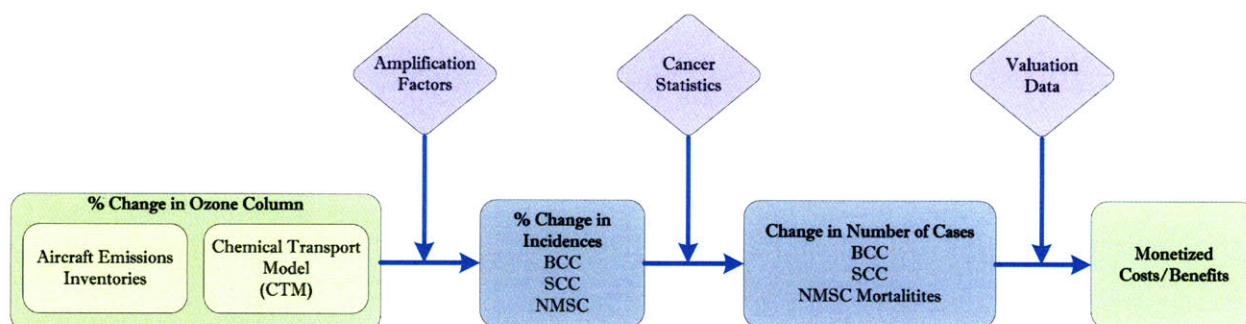 Amplification
Factors
Cancer
Statistics
Valuation
Data
% Change in Ozone Column
Aircraft Emissions
Inventories
Chemical Transport
Model
(CTM)
% Change in
Incidences
BCC
SCC
NMSC
Change in Number of Cases
BCC
SCC
NMSC Mortalitites
Monetized
Costs/Benefits